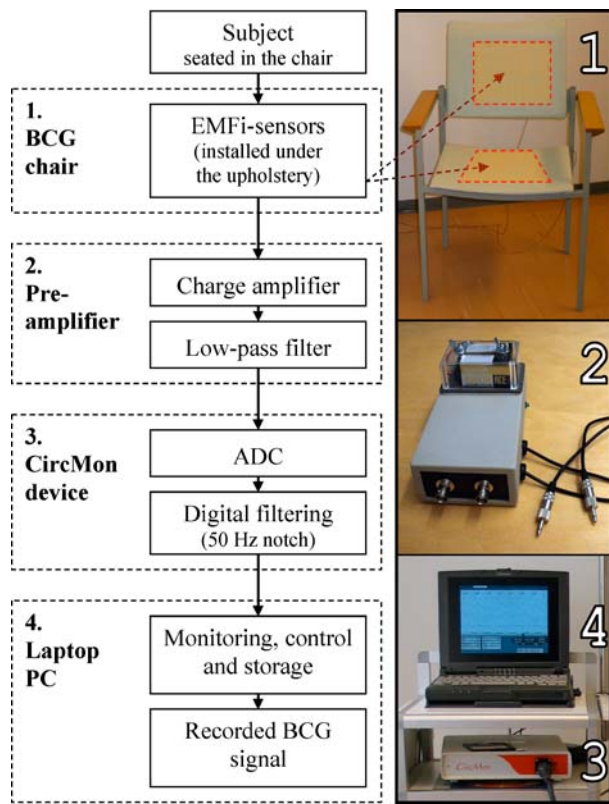 Subject
seated in the chair
1.
BCG
chair
EMFi-sensors
(installed under
the upholstery)
2.
Pre-
amplifier
Charge amplifier
Low-pass filter
3.
CircMon
device
ADC
Digital filtering
(50 Hz notch)
4.
Laptop
PC
Monitoring, control
and storage
Recorded BCG
signal
1
2
4
3
CircMon